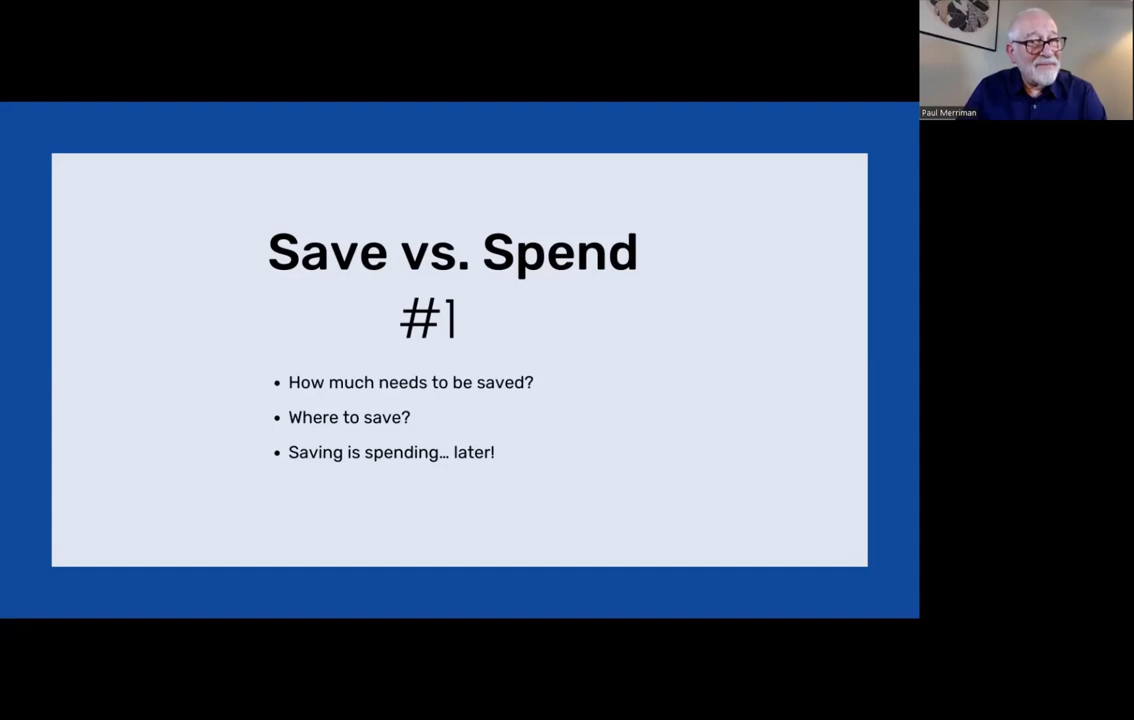 Save vs. Spend
#1
• How much needs to be saved?
• Where to save?
• Saving is spending... later!
Paul Merriman